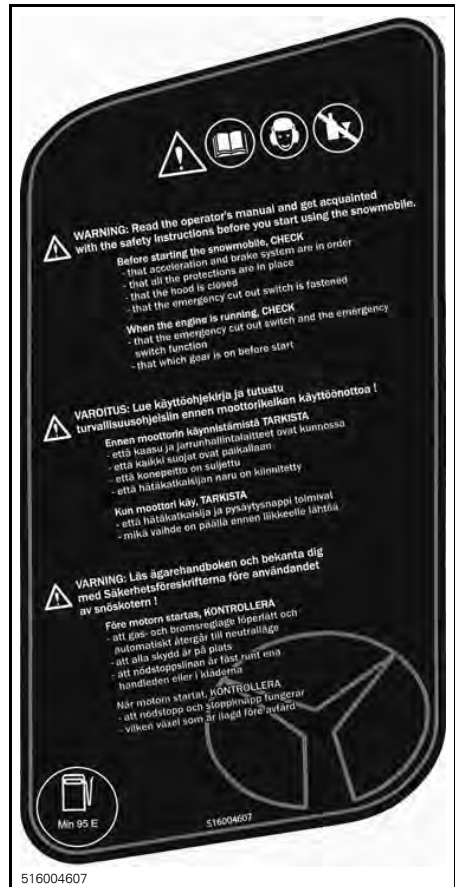 WARNING: Read the operator's manual and get acquainted
with the safety instructions before you start using the snowmobile.
Before starting the snowmobile, CHECK
- that acceleration and brake system are in order
- that all the protections are in place
- that the hood is closed
- that the emergency cut out switch is fastened
When the engine is running, CHECK
- that the emergency cut out switch and the emergency
switch function
- that which gear is on before start
VAROITUS: Lue käyttöohjekirja ja tutustu
turvallisuusohjeisiin ennen moottorikelkan käyttöönottoa !
Ennen moottorin käynnistämistä TARKISTA
- että kaasu ja jarrunhallintalaitteet ovat kunnossa
- että kaikki suojat ovat paikallaan
- että konepeitto on suljettu
- että hätäkatkaisijan naru on kiinnitetty
Kun moottori käy, TARKISTA
- että hätäkatkaisija ja pysäytysnappi toimivat
- mikä vaihde on päällä ennen liikkeelle lähtöä
VARNING: Läs ägarehandboken och bekanta dig
med Säkerhetsföreskrifterna före användandet
av snöskotern !
Före motorn startas, KONTROLLERA
- att gas- och bromsreglage löperlätt och
automatiskt återgår till neutralläge
- att alla skydd är på plats
- att nödstoppslinan är fäst runt ena
handleden eller i kläderna
När motorn startat, KONTROLLERA
- att nödstopp och stoppknapp fungerar
- vilken växel som är ilagd före avfärd
Min 95 E
516004607
516004607